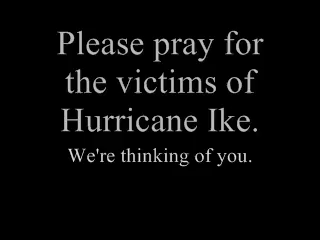 Please pray for
the victims of
Hurricane Ike.
We're thinking of you.